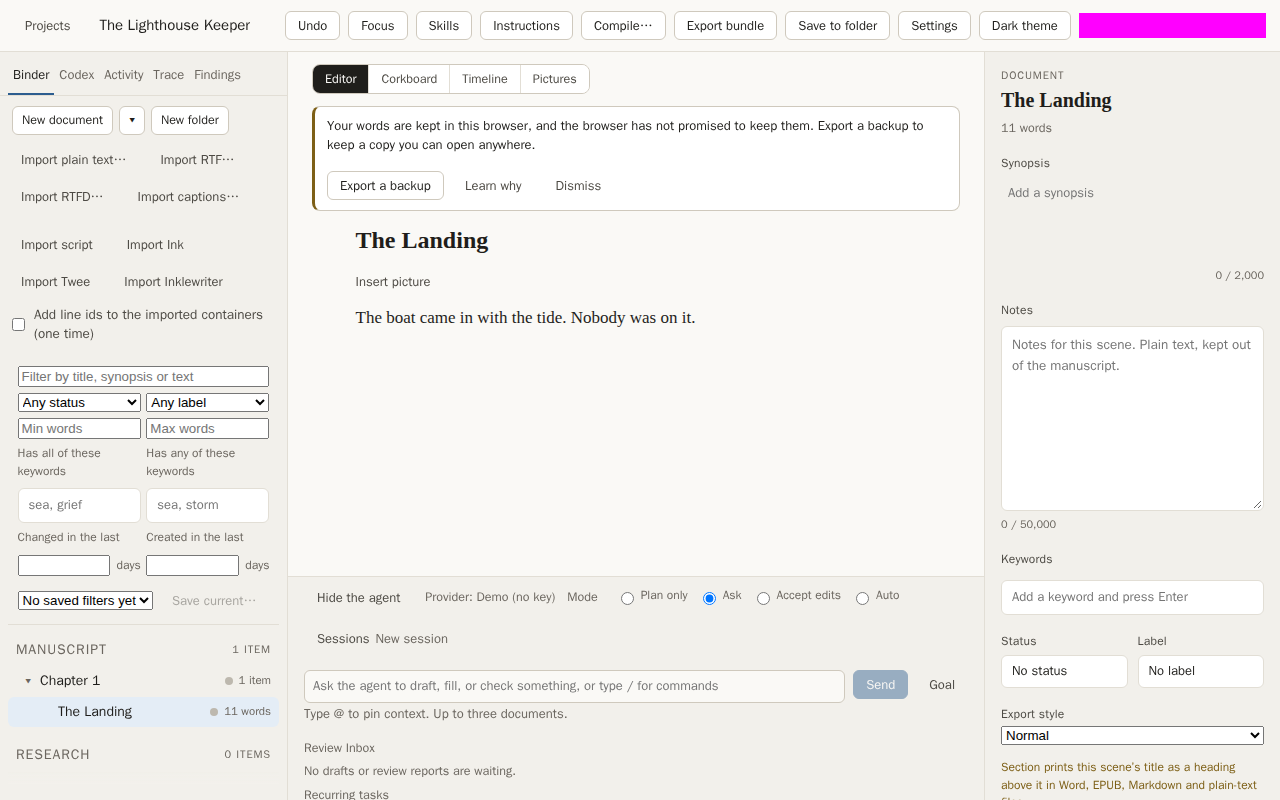 Projects
The Lighthouse Keeper
Undo
Focus
Skills
Instructions
Compile…
Export bundle
Save to folder
Settings
Dark theme
Binder
Codex
Activity
Trace
Findings
New document
▾
New folder
Import plain text…
Import RTF…
Import RTFD…
Import captions…
Import script
Import Ink
Import Twee
Import Inklewriter
Add line ids to the imported containers
(one time)
Filter by title, synopsis or text
Any status
Any label
Min words
Max words
Has all of these
keywords
Has any of these
keywords
sea, grief
sea, storm
Changed in the last
Created in the last
days
days
No saved filters yet
Save current…
MANUSCRIPT
1 ITEM
▾ Chapter 1
1 item
The Landing
11 words
RESEARCH
0 ITEMS
Editor
Corkboard
Timeline
Pictures
Your words are kept in this browser, and the browser has not promised to keep them. Export a backup to
keep a copy you can open anywhere.
Export a backup
Learn why
Dismiss
The Landing
Insert picture
The boat came in with the tide. Nobody was on it.
Hide the agent
Provider: Demo (no key)
Mode
Plan only
Ask
Accept edits
Auto
Sessions
New session
Ask the agent to draft, fill, or check something, or type / for commands
Send
Goal
Type @ to pin context. Up to three documents.
Review Inbox
No drafts or review reports are waiting.
Recurring tasks
DOCUMENT
The Landing
11 words
Synopsis
Add a synopsis
0 / 2,000
Notes
Notes for this scene. Plain text, kept out
of the manuscript.
0 / 50,000
Keywords
Add a keyword and press Enter
Status
Label
No status
No label
Export style
Normal
Section prints this scene's title as a heading
above it in Word, EPUB, Markdown and plain-text